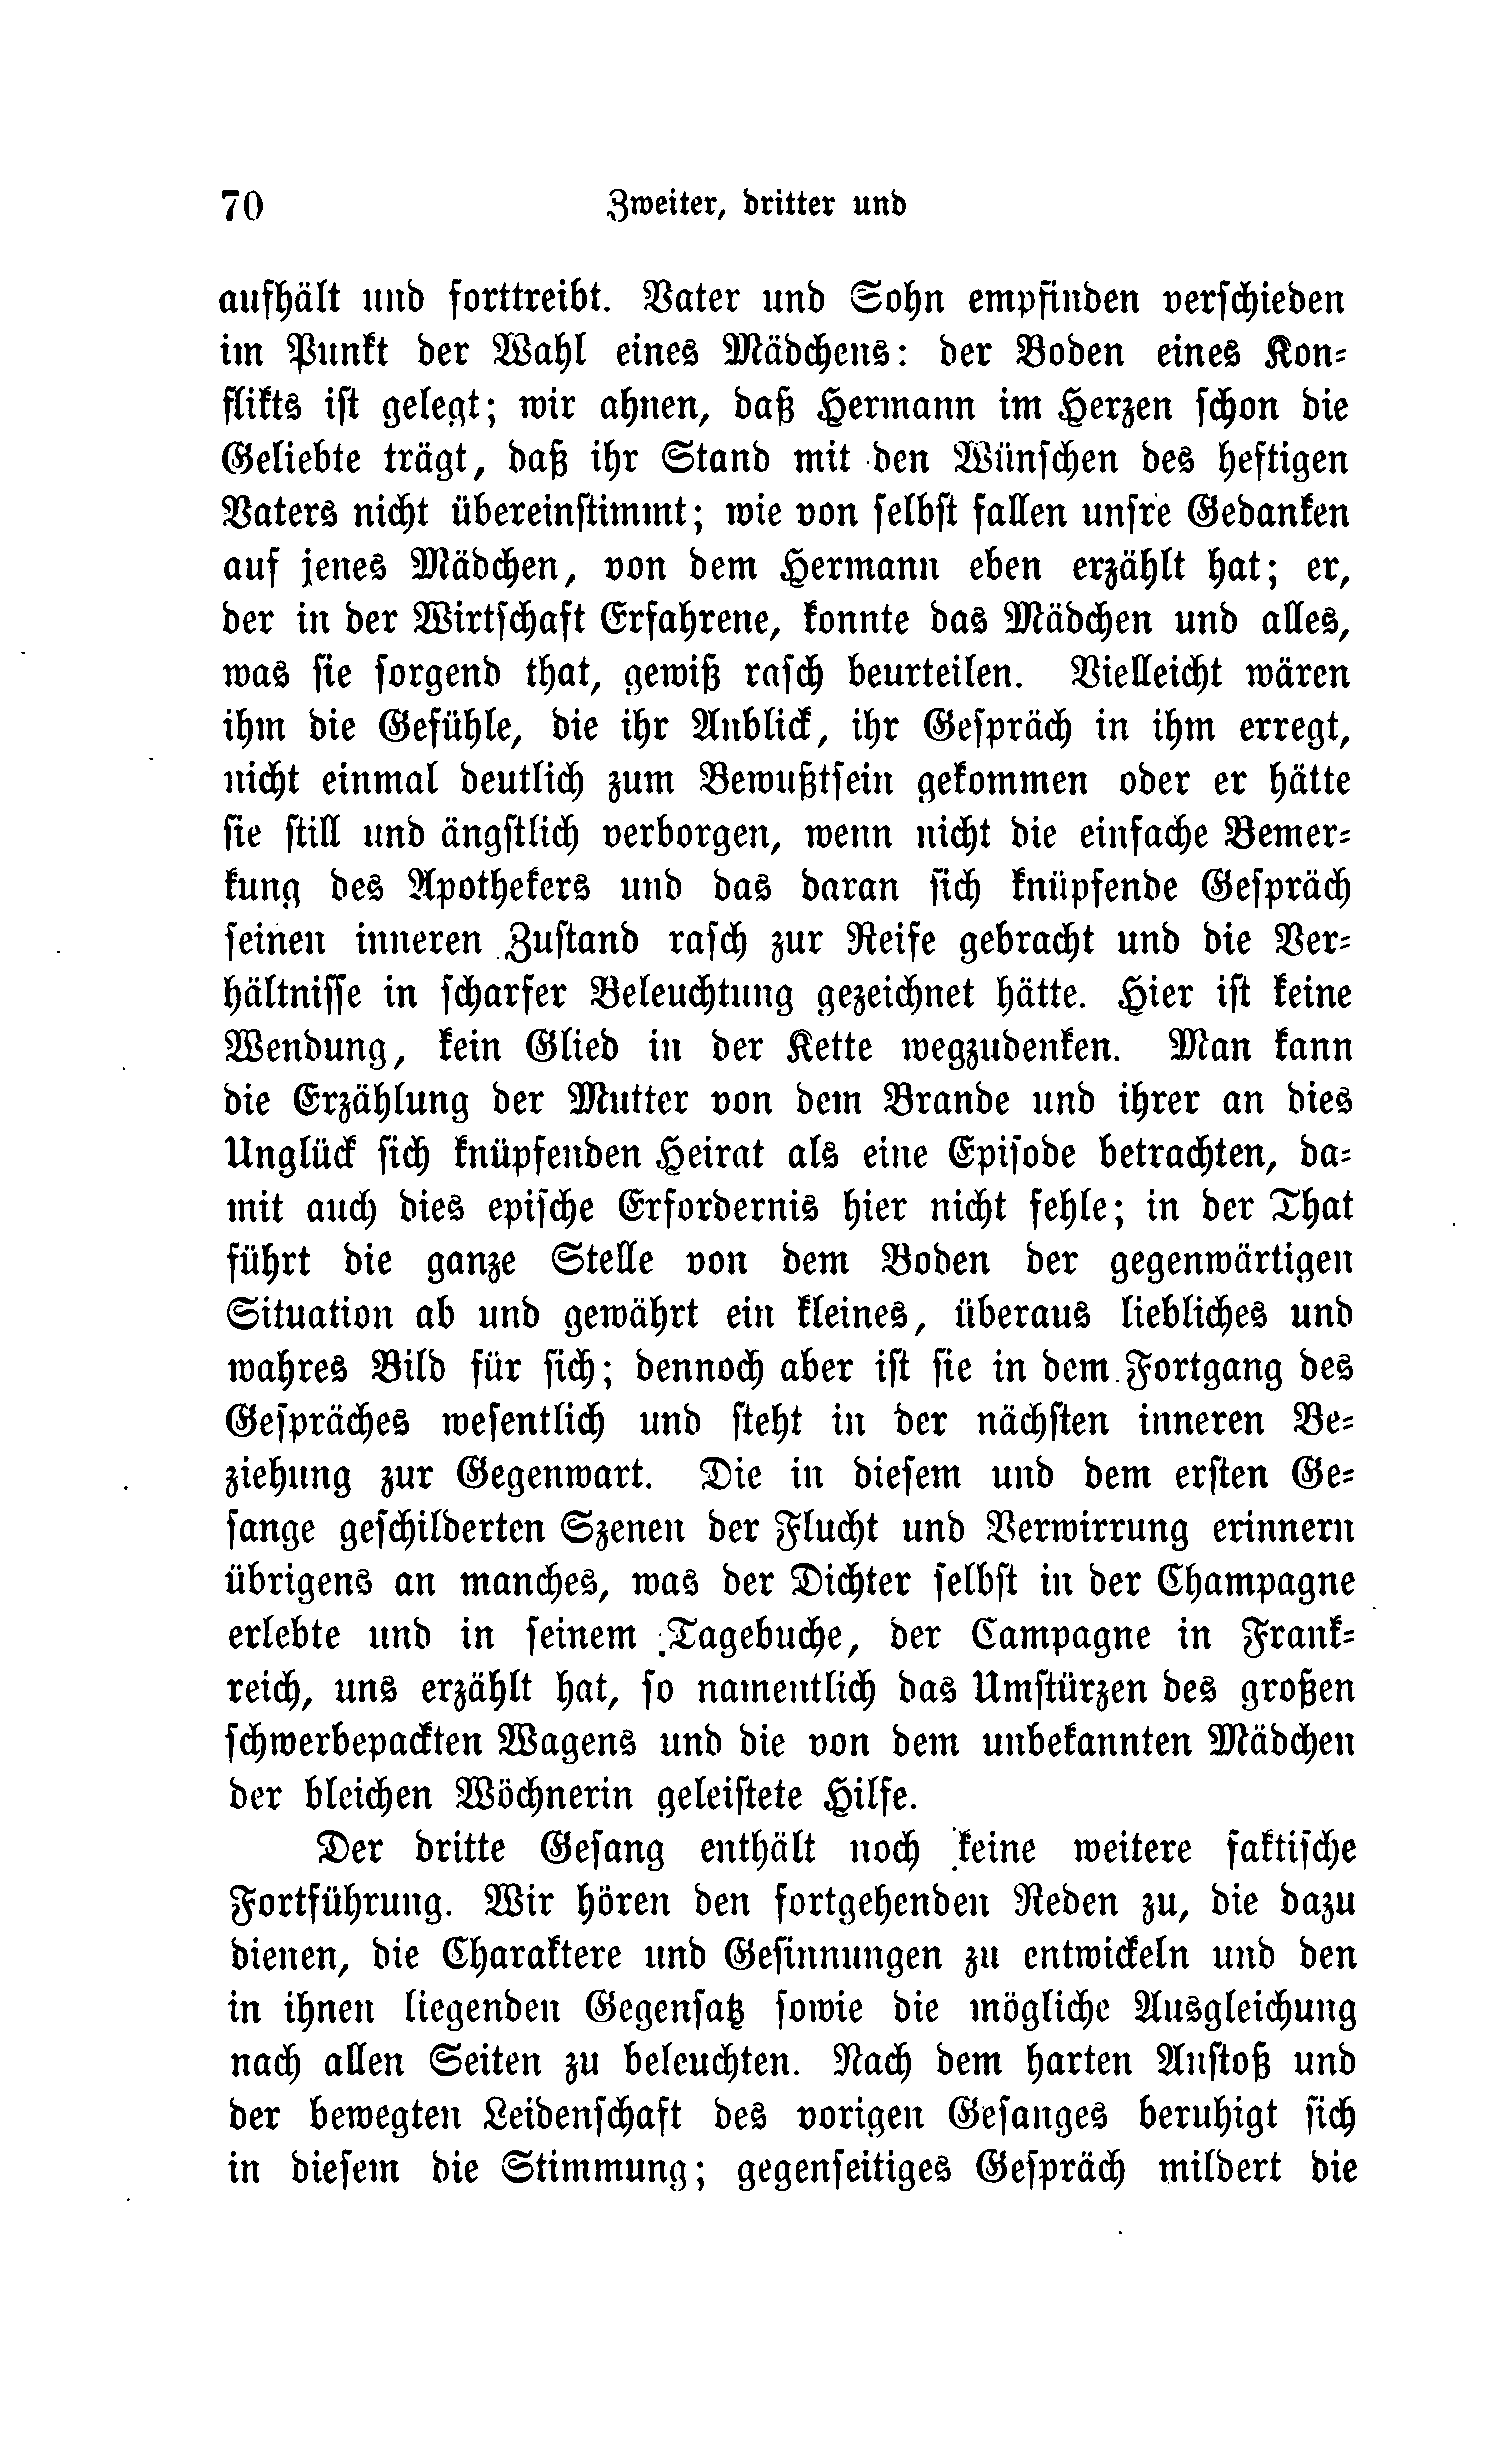 70 Zweiter, dritter und
aufhält und forttreibt. Vater und Sohn empfinden verschieden
im Punkt der Wahl eines Mädchens: der Boden eines Kon-
flikts ist gelegt; wir ahnen, daß Hermann im Herzen schon die
Geliebte trägt, daß ihr Stand mit den Wünschen des heftigen
Vaters nicht übereinstimmt; wie von selbst fallen unsre Gedanken
auf jenes Mädchen, von dem Hermann eben erzählt hat; er,
der in der Wirtschaft Erfahrene, konnte das Mädchen und alles,
was sie sorgend that, gewiß rasch beurteilen. Vielleicht wären
ihm die Gefühle, die ihr Anblick, ihr Gespräch in ihm erregt,
nicht einmal deutlich zum Bewußtsein gekommen oder er hätte
sie still und ängstlich verborgen, wenn nicht die einfache Bemer-
kung des Apothekers und das daran sich knüpfende Gespräch
seinen inneren Zustand rasch zur Reife gebracht und die Ver-
hältnisse in scharfer Beleuchtung gezeichnet hätte. Hier ist keine
Wendung, kein Glied in der Kette wegzudenken. Man kann
die Erzählung der Mutter von dem Brande und ihrer an dies
Unglück sich knüpfenden Heirat als eine Episode betrachten, da-
mit auch dies epische Erfordernis hier nicht fehle; in der That
führt die ganze Stelle von dem Boden der gegenwärtigen
Situation ab und gewährt ein kleines, überaus liebliches und
wahres Bild für sich; dennoch aber ist sie in dem Fortgang des
Gespräches wesentlich und steht in der nächsten inneren Be-
ziehung zur Gegenwart. Die in diesem und dem ersten Ge-
sange geschilderten Szenen der Flucht und Verwirrung erinnern
übrigens an manches, was der Dichter selbst in der Champagne
erlebte und in seinem Tagebuche, der Campagne in Frank-
reich, uns erzählt hat, so namentlich das Umstürzen des großen
schwerbepackten Wagens und die von dem unbekannten Mädchen
der bleichen Wöchnerin geleistete Hilfe.
Der dritte Gesang enthält noch keine weitere faktische
Fortführung. Wir hören den fortgehenden Reden zu, die dazu
dienen, die Charaktere und Gesinnungen zu entwickeln und den
in ihnen liegenden Gegensatz sowie die mögliche Ausgleichung
nach allen Seiten zu beleuchten. Nach dem harten Anstoß und
der bewegten Leidenschaft des vorigen Gesanges beruhigt sich
in diesem die Stimmung; gegenseitiges Gespräch mildert die